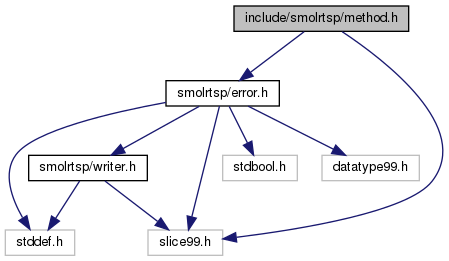 include/smolrtsp/method.h
smolrtsp/error.h
smolrtsp/writer.h
stdbool.h
datatype99.h
stddef.h
slice99.h